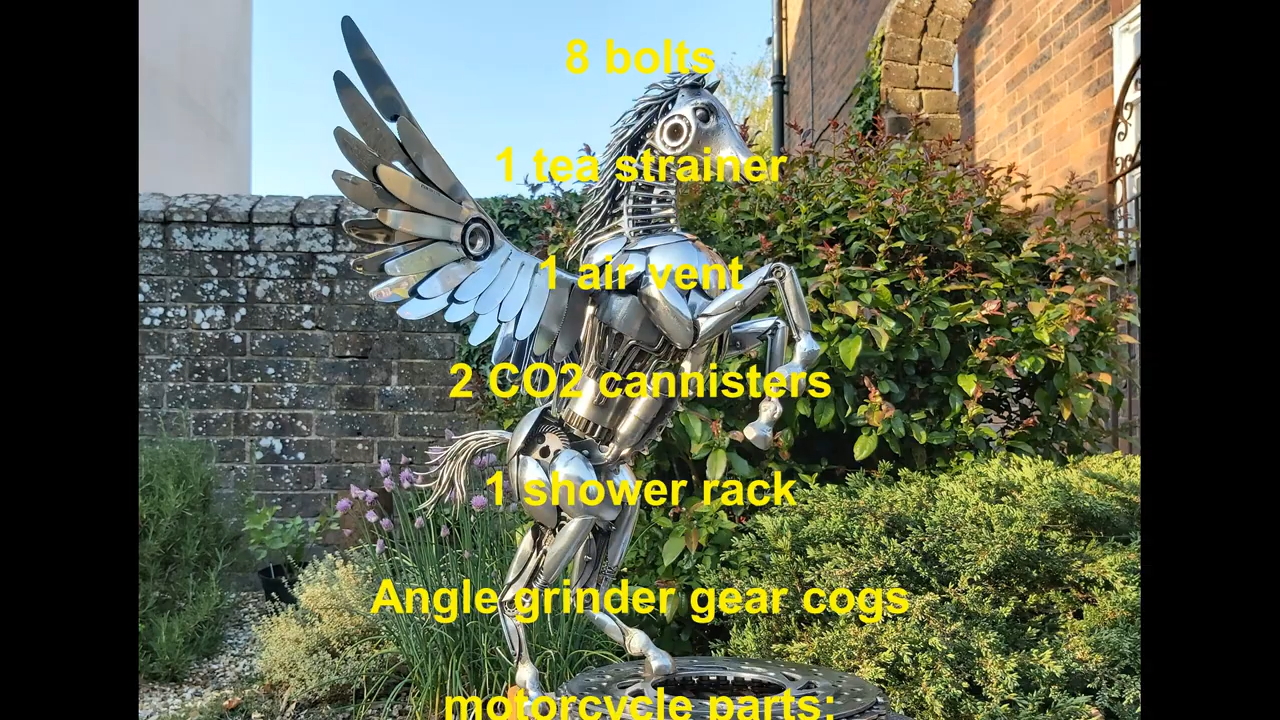 8 bolts
1 tea strainer
1 air vent
2 CO2 cannisters
1 shower rack
Angle grinder gear cogs
motorcycle parts: